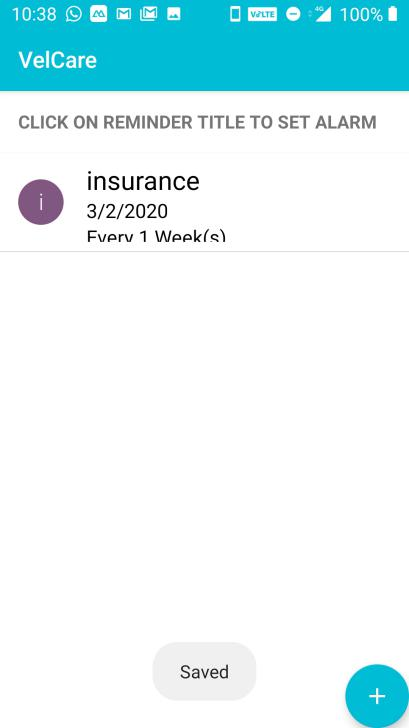 10:38 VoLTE 4G 100%
VelCare
CLICK ON REMINDER TITLE TO SET ALARM
i
insurance
3/2/2020
Every 1 Week(s)
Saved
+